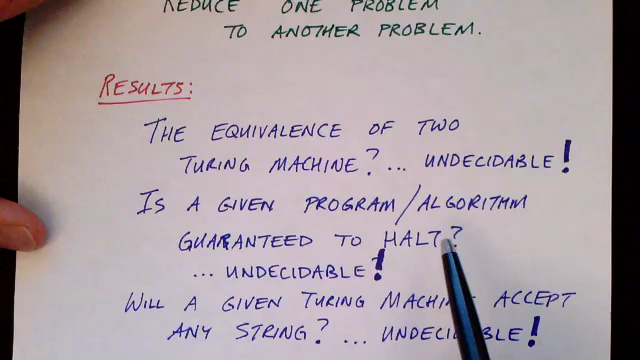 REDUCE ONE PROBLEM
TO ANOTHER PROBLEM.
RESULTS:
THE EQUIVALENCE OF TWO
TURING MACHINE? ... UNDECIDABLE!
IS A GIVEN PROGRAM/ALGORITHM
GUARANTEED TO HALT?
... UNDECIDABLE!
WILL A GIVEN TURING MACHINE ACCEPT
ANY STRING? ... UNDECIDABLE!